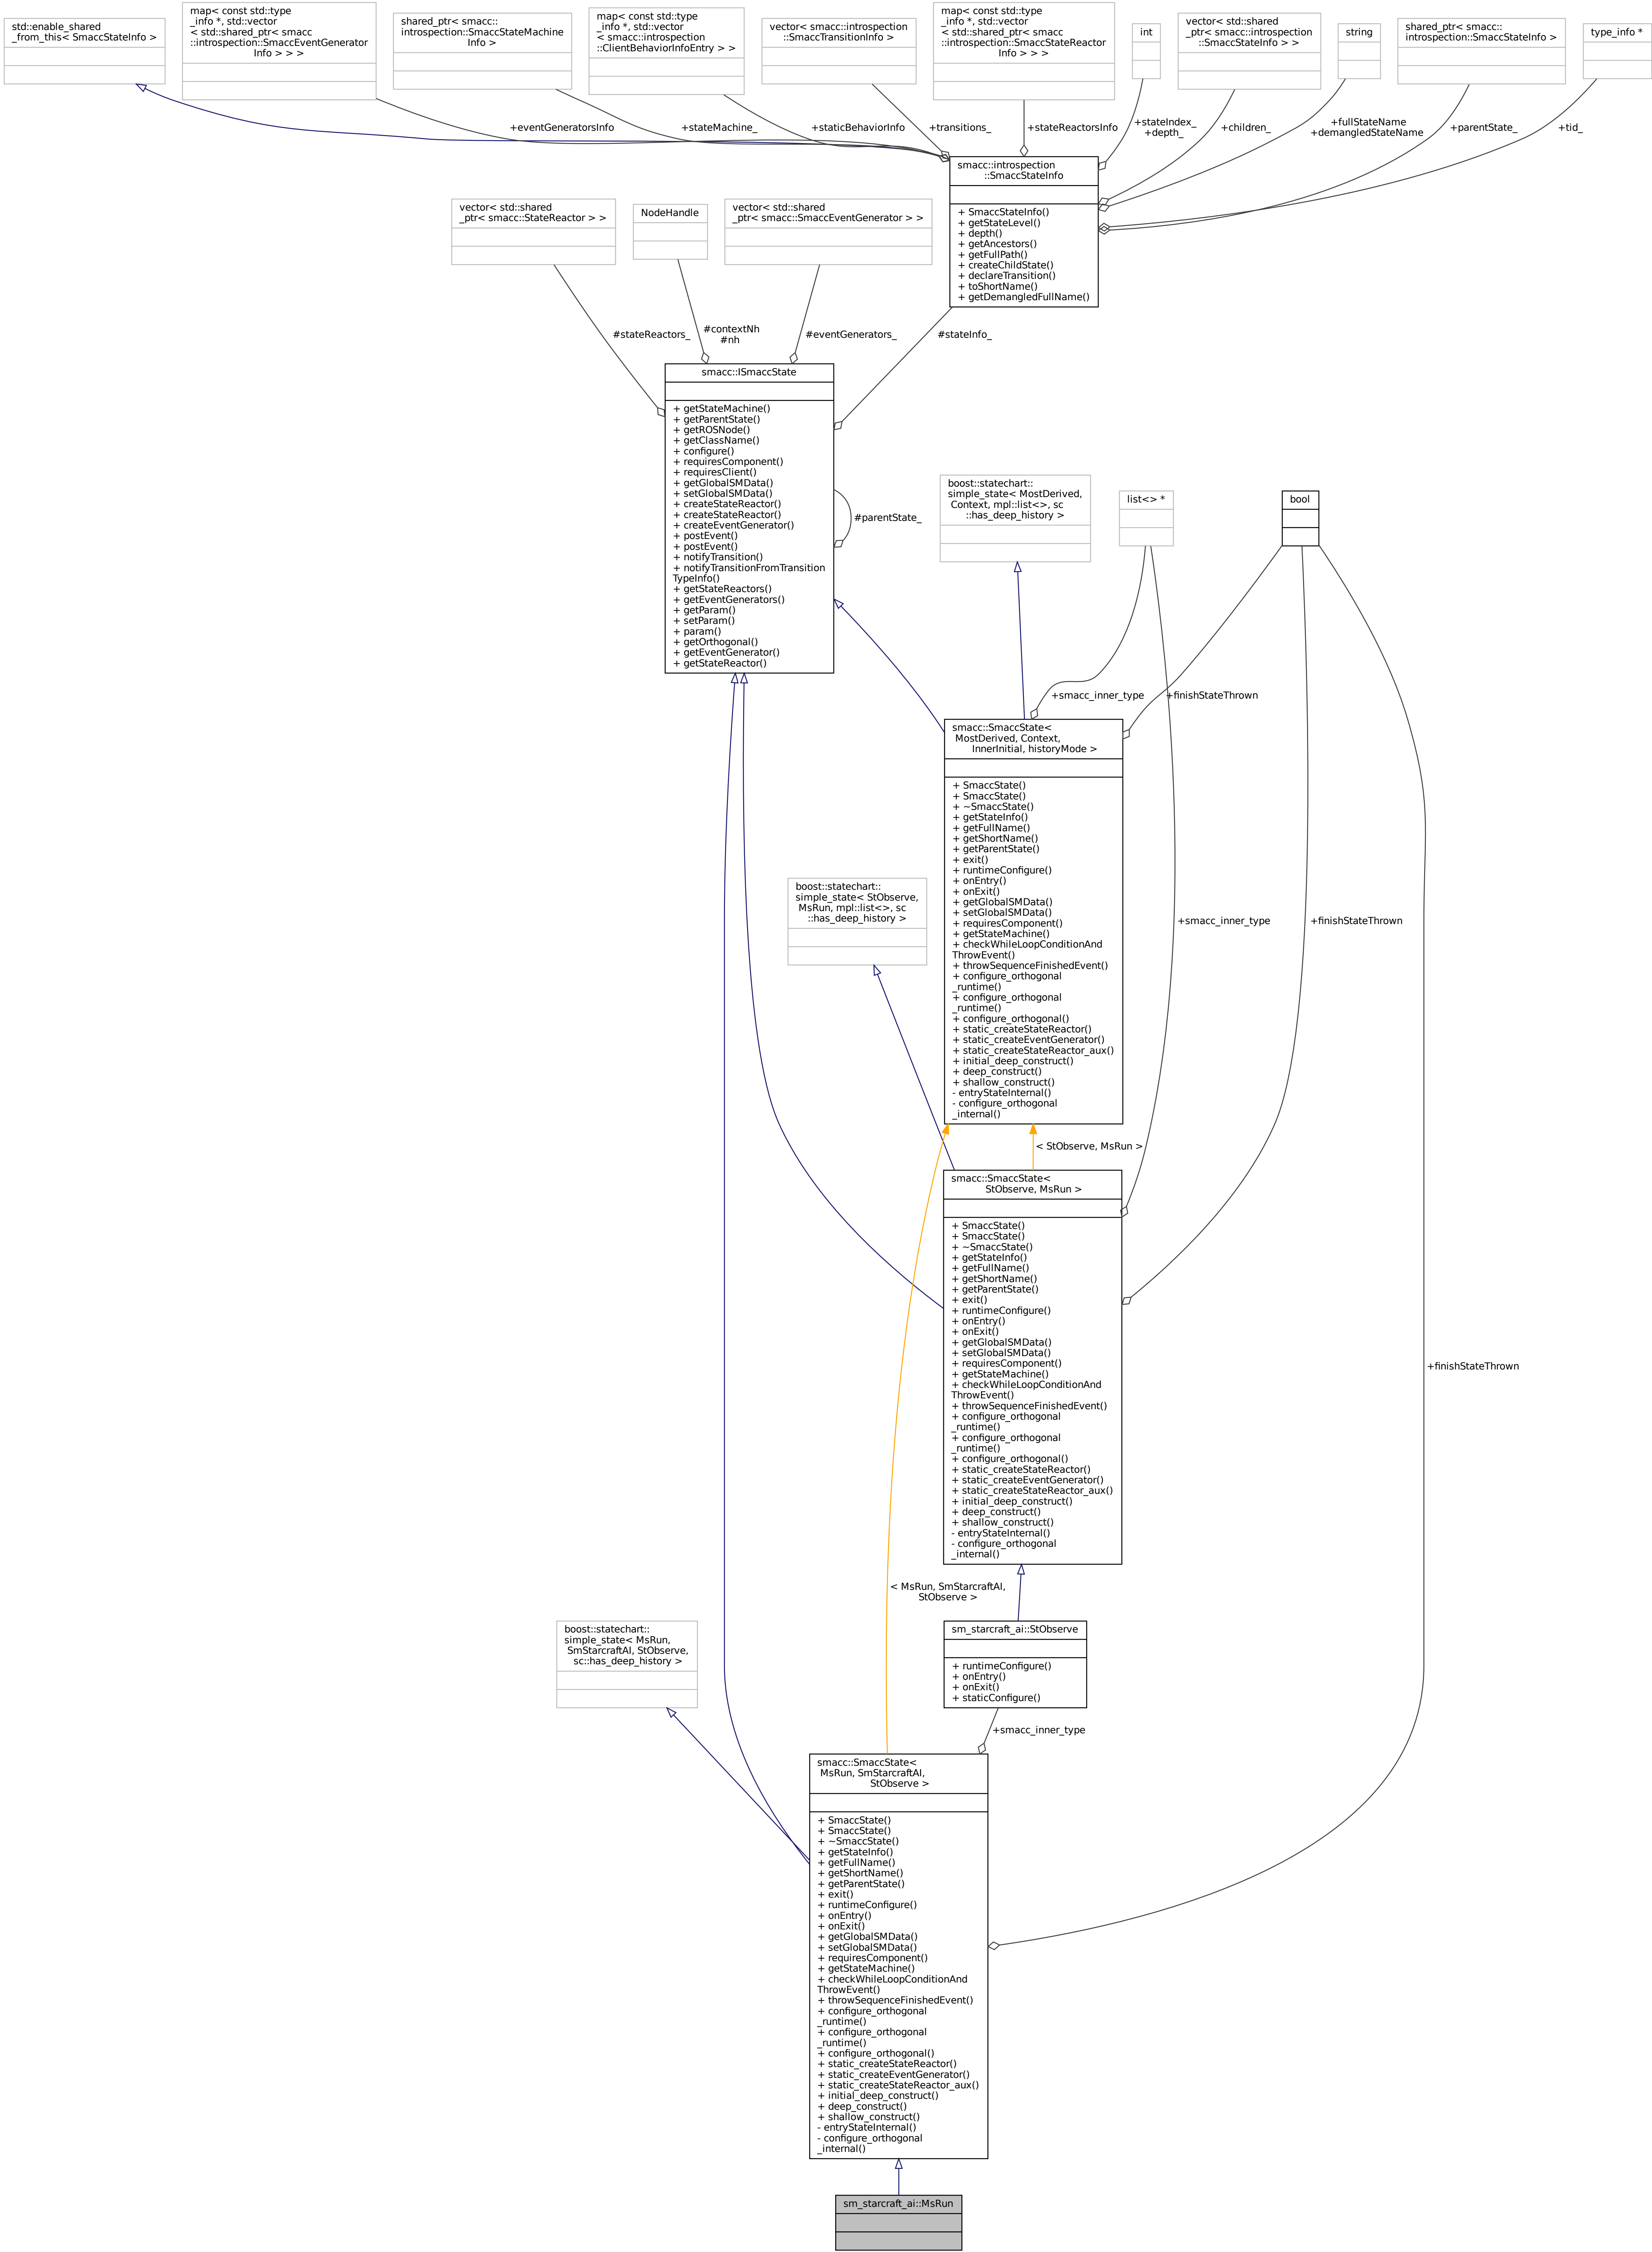 std::enable_shared
_from_this< SmaccStateInfo >
map< const std::type
_info *, std::vector
< std::shared_ptr< smacc
::introspection::SmaccEventGenerator
Info > > >
shared_ptr< smacc::
introspection::SmaccStateMachine
Info >
map< const std::type
_info *, std::vector
< smacc::introspection
::ClientBehaviorInfoEntry > >
vector< smacc::introspection
::SmaccTransitionInfo >
map< const std::type
_info *, std::vector
< std::shared_ptr< smacc
::introspection::SmaccStateReactor
Info > > >
int
vector< std::shared
_ptr< smacc::introspection
::SmaccStateInfo > >
string
shared_ptr< smacc::
introspection::SmaccStateInfo >
type_info *
+eventGeneratorsInfo
+stateMachine_
+staticBehaviorInfo
+transitions_
+stateReactorsInfo
+stateIndex_
+depth_
+children_
+fullStateName
+demangledStateName
+parentState_
+tid_
smacc::introspection
::SmaccStateInfo
+ SmaccStateInfo()
+ getStateLevel()
+ depth()
+ getAncestors()
+ getFullPath()
+ createChildState()
+ declareTransition()
+ toShortName()
+ getDemangledFullName()
vector< std::shared
_ptr< smacc::StateReactor > >
NodeHandle
vector< std::shared
_ptr< smacc::SmaccEventGenerator > >
#stateReactors_
#contextNh
#nh
#eventGenerators_
#stateInfo_
smacc::ISmaccState
+ getStateMachine()
+ getParentState()
+ getROSNode()
+ getClassName()
+ configure()
+ requiresComponent()
+ requiresClient()
+ getGlobalSMData()
+ setGlobalSMData()
+ createStateReactor()
+ createStateReactor()
+ createEventGenerator()
+ postEvent()
+ postEvent()
+ notifyTransition()
+ notifyTransitionFromTransition
TypeInfo()
+ getStateReactors()
+ getEventGenerators()
+ getParam()
+ setParam()
+ param()
+ getOrthogonal()
+ getEventGenerator()
+ getStateReactor()
#parentState_
boost::statechart::
simple_state< MostDerived,
Context, mpl::list<>, sc
::has_deep_history >
list<> *
bool
+smacc_inner_type
+finishStateThrown
smacc::SmaccState<
MostDerived, Context,
InnerInitial, historyMode >
+ SmaccState()
+ SmaccState()
+ ~SmaccState()
+ getStateInfo()
+ getFullName()
+ getShortName()
+ getParentState()
+ exit()
+ runtimeConfigure()
+ onEntry()
+ onExit()
+ getGlobalSMData()
+ setGlobalSMData()
+ requiresComponent()
+ getStateMachine()
+ checkWhileLoopConditionAnd
ThrowEvent()
+ throwSequenceFinishedEvent()
+ configure_orthogonal
_runtime()
+ configure_orthogonal
_runtime()
+ configure_orthogonal()
+ static_createStateReactor()
+ static_createEventGenerator()
+ static_createStateReactor_aux()
+ initial_deep_construct()
+ deep_construct()
+ shallow_construct()
- entryStateInternal()
- configure_orthogonal
_internal()
boost::statechart::
simple_state< StObserve,
MsRun, mpl::list<>, sc
::has_deep_history >
+smacc_inner_type
+finishStateThrown
< StObserve, MsRun >
smacc::SmaccState<
StObserve, MsRun >
+ SmaccState()
+ SmaccState()
+ ~SmaccState()
+ getStateInfo()
+ getFullName()
+ getShortName()
+ getParentState()
+ exit()
+ runtimeConfigure()
+ onEntry()
+ onExit()
+ getGlobalSMData()
+ setGlobalSMData()
+ requiresComponent()
+ getStateMachine()
+ checkWhileLoopConditionAnd
ThrowEvent()
+ throwSequenceFinishedEvent()
+ configure_orthogonal
_runtime()
+ configure_orthogonal
_runtime()
+ configure_orthogonal()
+ static_createStateReactor()
+ static_createEventGenerator()
+ static_createStateReactor_aux()
+ initial_deep_construct()
+ deep_construct()
+ shallow_construct()
- entryStateInternal()
- configure_orthogonal
_internal()
+finishStateThrown
< MsRun, SmStarcraftAI,
StObserve >
boost::statechart::
simple_state< MsRun,
SmStarcraftAI, StObserve,
sc::has_deep_history >
sm_starcraft_ai::StObserve
+ runtimeConfigure()
+ onEntry()
+ onExit()
+ staticConfigure()
+smacc_inner_type
smacc::SmaccState<
MsRun, SmStarcraftAI,
StObserve >
+ SmaccState()
+ SmaccState()
+ ~SmaccState()
+ getStateInfo()
+ getFullName()
+ getShortName()
+ getParentState()
+ exit()
+ runtimeConfigure()
+ onEntry()
+ onExit()
+ getGlobalSMData()
+ setGlobalSMData()
+ requiresComponent()
+ getStateMachine()
+ checkWhileLoopConditionAnd
ThrowEvent()
+ throwSequenceFinishedEvent()
+ configure_orthogonal
_runtime()
+ configure_orthogonal
_runtime()
+ configure_orthogonal()
+ static_createStateReactor()
+ static_createEventGenerator()
+ static_createStateReactor_aux()
+ initial_deep_construct()
+ deep_construct()
+ shallow_construct()
- entryStateInternal()
- configure_orthogonal
_internal()
sm_starcraft_ai::MsRun